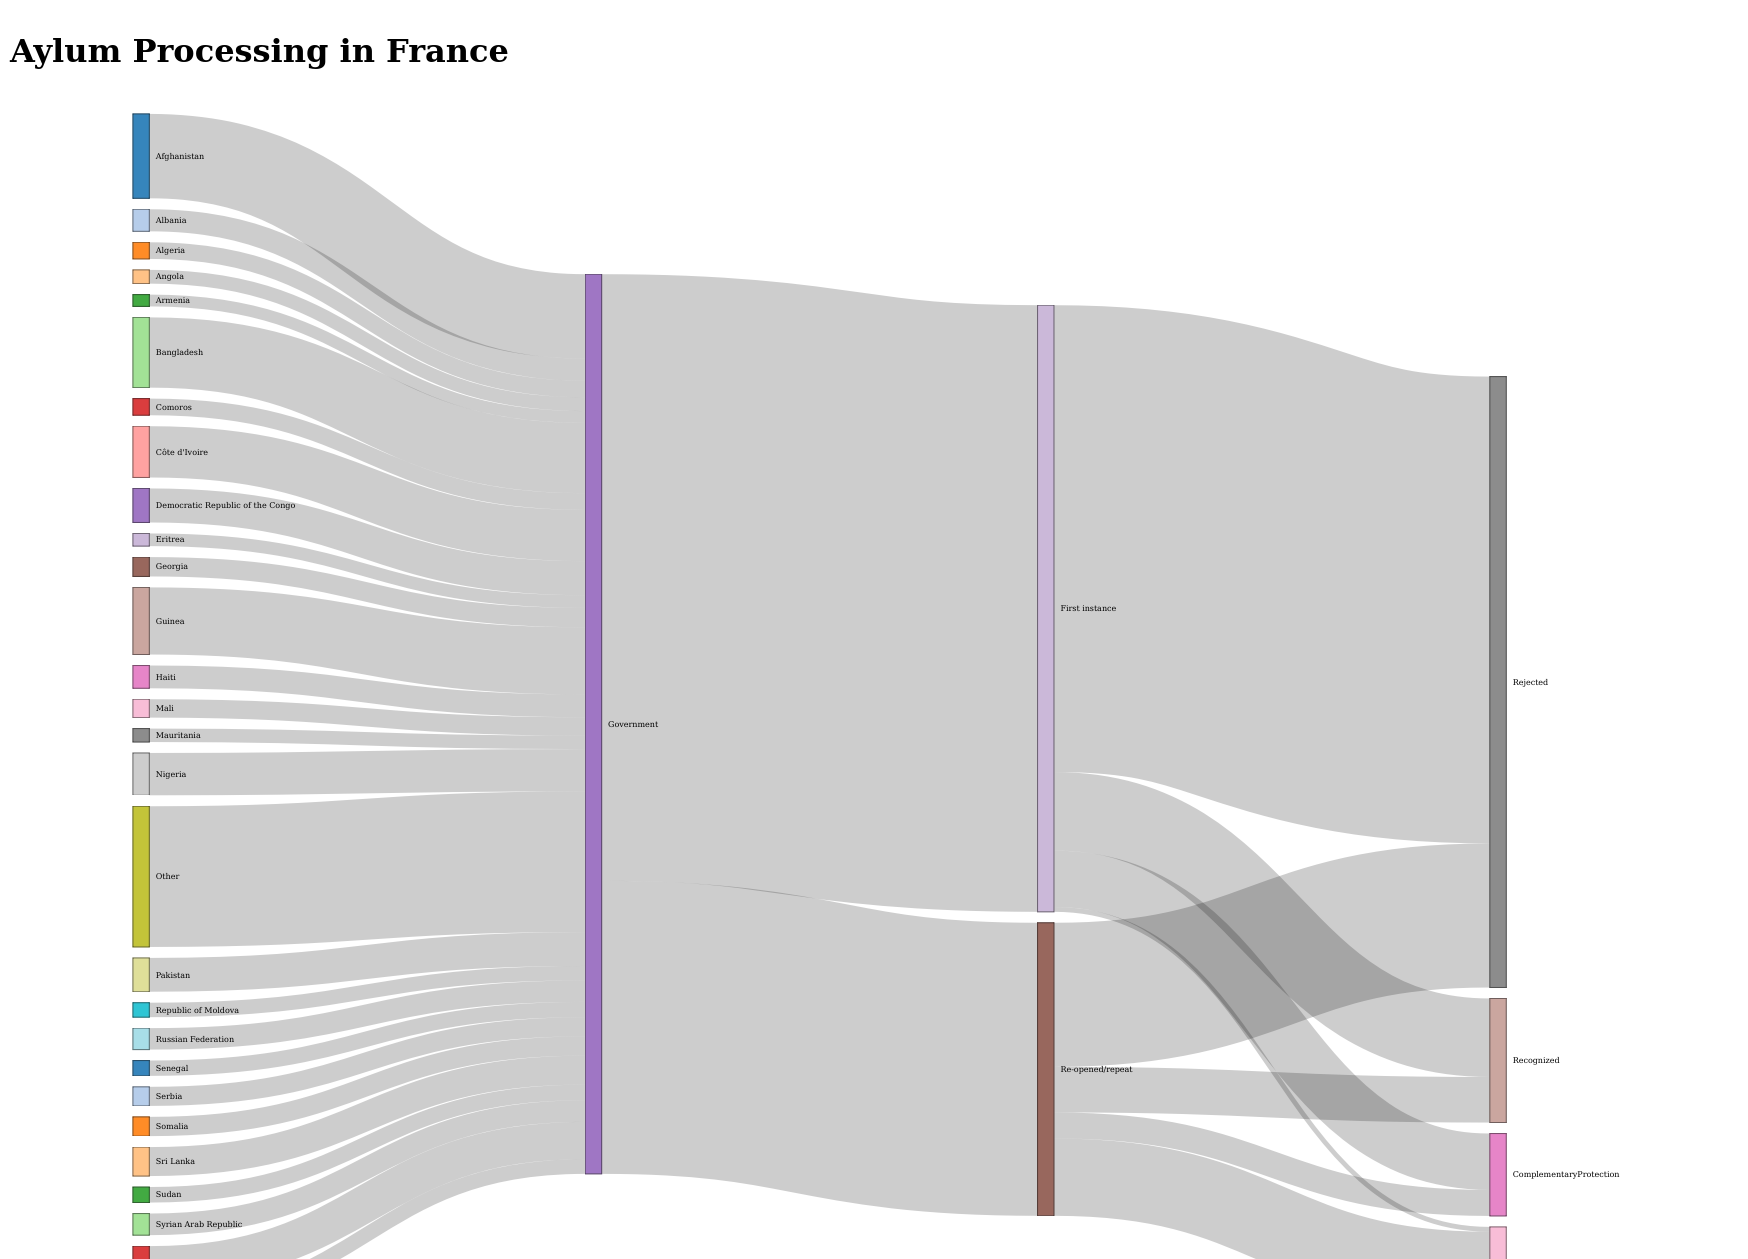 Aylum Processing in France
Afghanistan
Albania
Algeria
Angola
Armenia
Bangladesh
Comoros
Côte d'Ivoire
Democratic Republic of the Congo
Eritrea
Georgia
Guinea
Haiti
Mali
Mauritania
Nigeria
Other
Pakistan
Republic of Moldova
Russian Federation
Senegal
Serbia
Somalia
Sri Lanka
Sudan
Syrian Arab Republic
Government
First instance
Re-opened/repeat
Rejected
Recognized
ComplementaryProtection